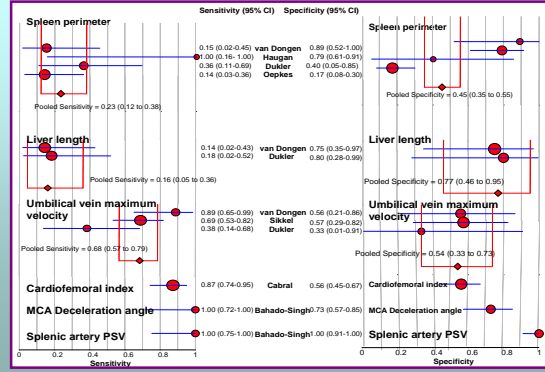 Sensitivity (95% CI) Specificity (95% CI)
Spleen perimeter Spleen perimeter
0.15 (0.02-0.45) van Dongen 0.89 (0.52-1.00)
1.00 (0.16- 1.00) Haugan 0.79 (0.61-0.91)
0.36 (0.11-0.69) Dukler 0.40 (0.05-0.85)
0.14 (0.03-0.36) Oepkes 0.17 (0.08-0.30)
Pooled Sensitivity = 0.23 (0.12 to 0.38) Pooled Specificity = 0.45 (0.35 to 0.55)
Liver length Liver length
0.14 (0.02-0.43) van Dongen 0.75 (0.35-0.97)
0.18 (0.02-0.52) Dukler 0.80 (0.28-0.99)
Pooled Sensitivity = 0.16 (0.05 to 0.36) Pooled Specificity = 0.77 (0.46 to 0.95)
Umbilical vein maximum velocity Umbilical vein maximum velocity
0.89 (0.65-0.99) van Dongen 0.56 (0.21-0.86)
0.69 (0.53-0.82) Sikkel 0.57 (0.29-0.82)
0.38 (0.14-0.68) Dukler 0.33 (0.01-0.91)
Pooled Sensitivity = 0.68 (0.57 to 0.79) Pooled Specificity = 0.54 (0.33 to 0.73)
Cardiofemoral index 0.87 (0.74-0.95) Cabral 0.56 (0.45-0.67) Cardiofemoral index
MCA Deceleration angle 1.00 (0.72-1.00) Bahado-Singh 0.73 (0.57-0.85) MCA Deceleration angle
Splenic artery PSV 1.00 (0.75-1.00) Bahado-Singh 1.00 (0.91-1.00) Splenic artery PSV
0 0.2 0.4 0.6 0.8 1 0 0.2 0.4 0.6 0.8 1
Sensitivity Specificity